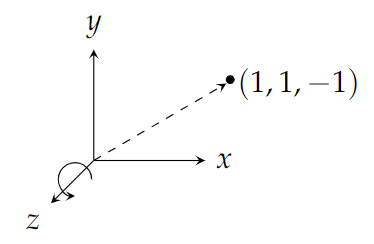 y
(1, 1, −1)
x
z